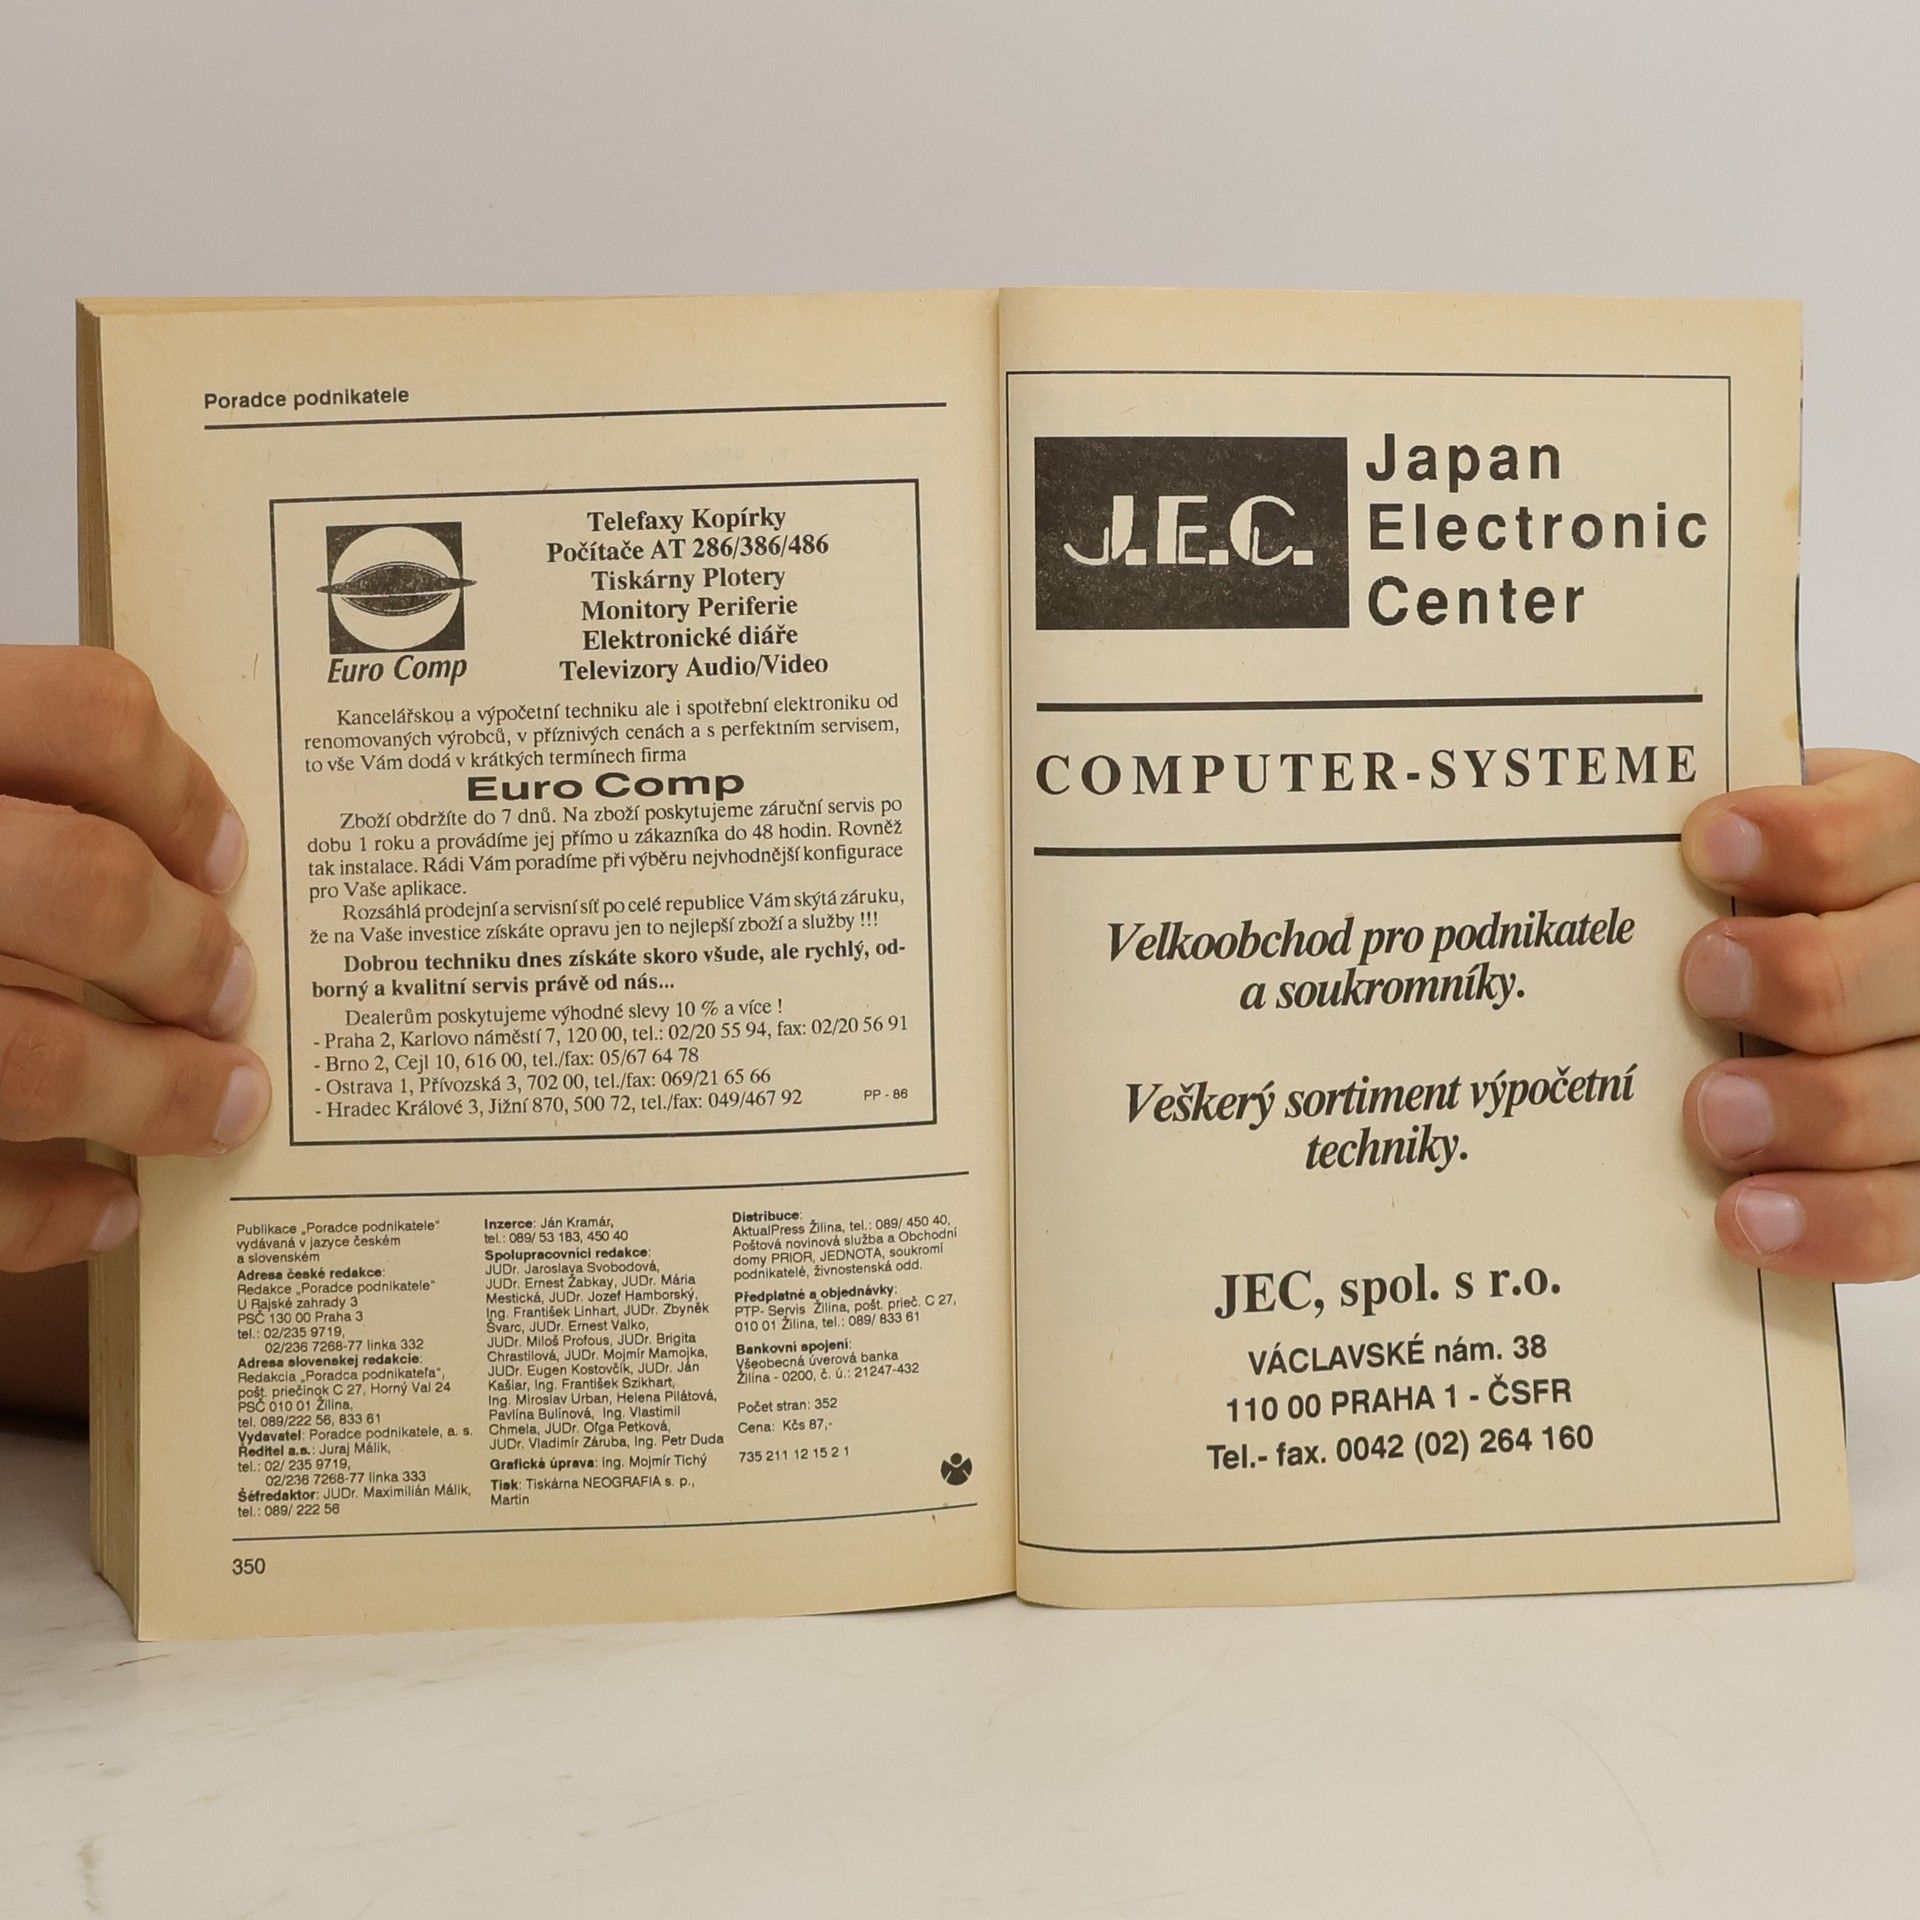 Poradce podnikatele
Euro Comp
Telefaxy Kopírky
Počítače AT 286/386/486
Tiskárny Plotery
Monitory Periferie
Elektronické diáře
Televizory Audio/Video
Kancelářskou a výpočetní techniku ale i spotřební elektroniku od
renomovaných výrobců, v příznivých cenách a s perfektním servisem,
to vše Vám dodá v krátkých termínech firma
Euro Comp
Zboží obdržíte do 7 dnů. Na zboží poskytujeme záruční servis po
dobu 1 roku a provádíme jej přímo u zákazníka do 48 hodin. Rovněž
tak instalace. Rádi Vám poradíme při výběru nejvhodnější konfigurace
pro Vaše aplikace.
Rozsáhlá prodejní a servisní síť po celé republice Vám skýtá záruku,
že na Vaše investice získáte opravu jen to nejlepší zboží a služby !!!
Dobrou techniku dnes získáte skoro všude, ale rychlý, od-
borný a kvalitní servis právě od nás...
Dealerům poskytujeme výhodné slevy 10 % a více !
- Praha 2, Karlovo náměstí 7, 120 00, tel.: 02/20 55 94, fax: 02/20 56 91
- Brno 2, Cejl 10, 616 00, tel./fax: 05/67 64 78
- Ostrava 1, Přívozská 3, 702 00, tel./fax: 069/21 65 66
- Hradec Králové 3, Jižní 870, 500 72, tel./fax: 049/467 92
PP - 86
Publikace „Poradce podnikatele“
vydávaná v jazyce českém
a slovenském
Adresa české redakce:
Redakce „Poradce podnikatele“
U Rajské zahrady 3
PSČ 130 00 Praha 3
tel.: 02/235 9719,
02/236 7268-77 linka 332
Adresa slovenskej redakcie:
Redakcia „Poradca podnikateľa“,
pošt. priečinok C 27, Horný Val 24
PSČ 010 01 Žilina,
tel. 089/222 56, 833 61
Vydavatel: Poradce podnikatele, a. s.
Ředitel a.s.: Juraj Málik,
tel.: 02/ 235 9719,
02/236 7268-77 linka 333
Šéfredaktor: JUDr. Maximilián Málik,
tel.: 089/ 222 56
Inzerce: Ján Kramár,
tel.: 089/ 53 183, 450 40
Spolupracovníci redakce:
JUDr. Jaroslava Svobodová,
JUDr. Ernest Žabkay, JUDr. Mária
Mestická, JUDr. Jozef Hamborský,
Ing. František Linhart, JUDr. Zbyněk
Švarc, JUDr. Ernest Valko,
JUDr. Miloš Profous, JUDr. Brigita
Chrastilová, JUDr. Mojmír Mamojka,
JUDr. Eugen Kostovčík, JUDr. Ján
Kašiar, Ing. František Szikhart,
Ing. Miroslav Urban, Helena Pilátová,
Pavlína Bulínová, Ing. Vlastimil
Chmela, JUDr. Oľga Petková,
JUDr. Vladimír Záruba, Ing. Petr Duda
Grafická úprava: Ing. Mojmír Tichý
Tisk: Tiskárna NEOGRAFIA s. p.,
Martin
Distribuce:
AktualPress Žilina, tel.: 089/ 450 40,
Poštová novinová služba a Obchodní
domy PRIOR, JEDNOTA, soukromí
podnikatelé, živnostenská odd.
Předplatné a objednávky:
PTP- Servis Žilina, pošt. prieč. C 27,
010 01 Žilina, tel.: 089/ 833 61
Bankovní spojení:
Všeobecná úverová banka
Žilina - 0200, č. ú.: 21247-432
Počet stran: 352
Cena: Kčs 87,-
735 211 12 15 2 1
350
J.E.C.
Japan
Electronic
Center
COMPUTER-SYSTEME
Velkoobchod pro podnikatele
a soukromníky.
Veškerý sortiment výpočetní
techniky.
JEC, spol. s r.o.
VÁCLAVSKÉ nám. 38
110 00 PRAHA 1 - ČSFR
Tel.- fax. 0042 (02) 264 160